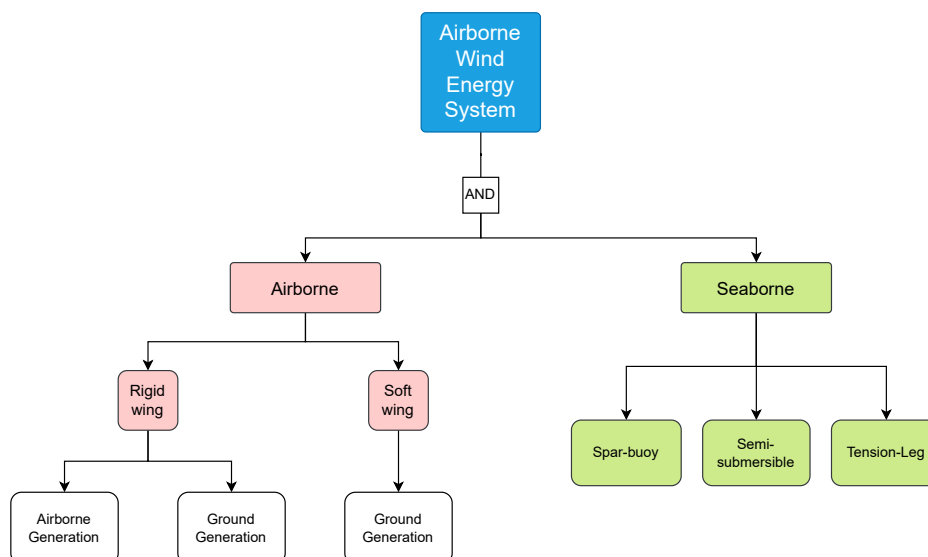 Airborne
Wind
Energy
System
AND
Airborne
Seaborne
Rigid
wing
Soft
wing
Spar-buoy
Semi-
submersible
Tension-Leg
Airborne
Generation
Ground
Generation
Ground
Generation